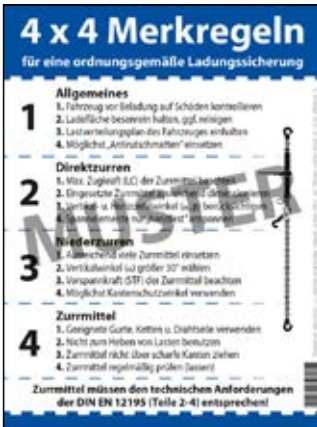 4 x 4 Merkregeln
für eine ordnungsgemäße Ladungssicherung
1
Allgemeines
1. Fahrzeug vor Beladung auf Schäden kontrollieren
2. Ladefläche besenrein halten, ggf. reinigen
3. Lastverteilungsplan des Fahrzeuges einhalten
4. Möglichst „Antirutschmatten" einsetzen
2
Direktzurren
1. Max. Zugkraft (LC) der Zurrmittel beachten
2. Eingesetzte Zurrmittel
3. Vertikal- u. Horizontalwinkel
4. Spannelemente nur "handfest"
MUSTER
3
Niederzurren
1. Ausreichend viele Zurrmittel einsetzen
2. Vertikalwinkel (α) größer 30° wählen
3. Vorspannkraft (STF) der Zurrmittel beachten
4. Möglichst Kantenschutzwinkel verwenden
4
Zurrmittel
1. Geeignete Gurte, Ketten u. Drahtseile verwenden
2. Nicht zum Heben von Lasten benutzen
3. Zurrmittel nicht über scharfe Kanten ziehen
4. Zurrmittel regelmäßig prüfen (lassen)
Zurrmittel müssen den technischen Anforderungen
der DIN EN 12195 (Teile 2-4) entsprechen!